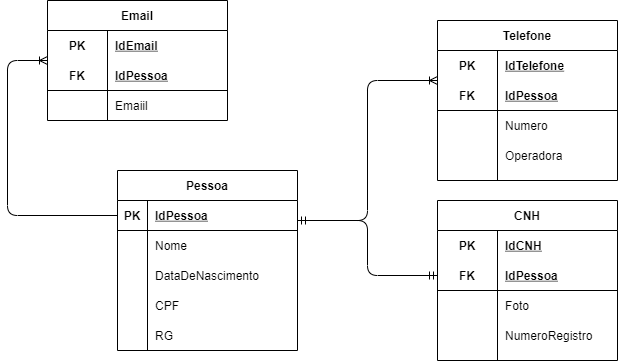 Email
PK IdEmail
FK IdPessoa
Emaiil
Telefone
PK IdTelefone
FK IdPessoa
Numero
Operadora
Pessoa
PK IdPessoa
Nome
DataDeNascimento
CPF
RG
CNH
PK IdCNH
FK IdPessoa
Foto
NumeroRegistro